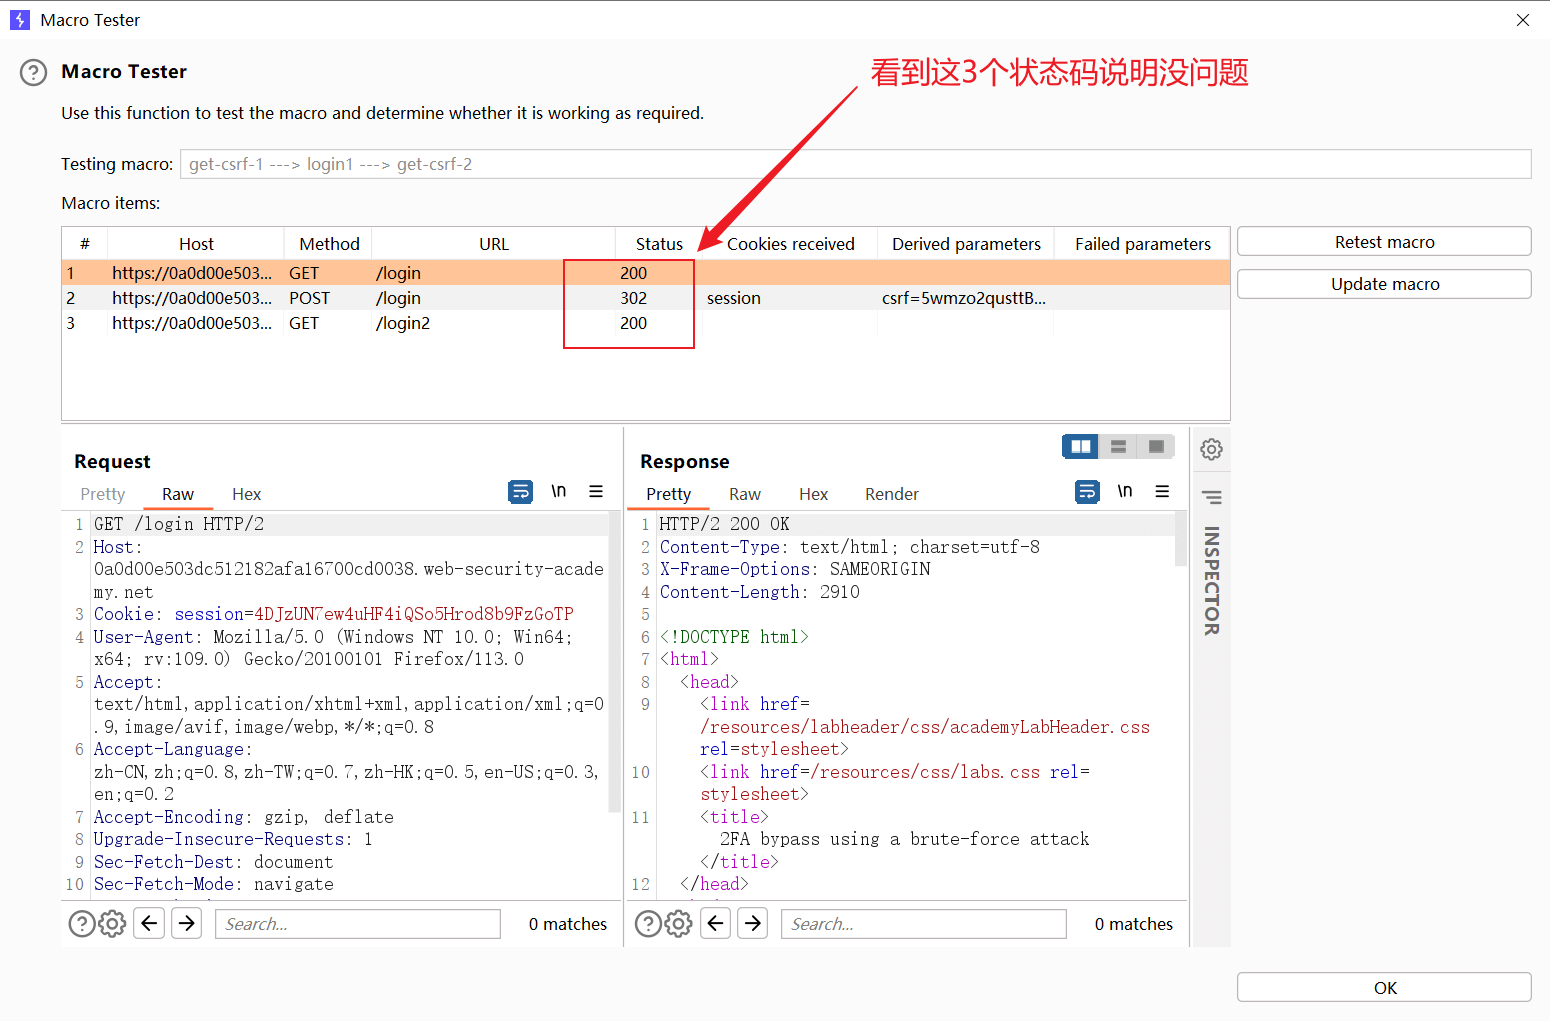 Macro Tester
Macro Tester
看到这3个状态码说明没问题
Use this function to test the macro and determine whether it is working as required.
Testing macro: get-csrf-1 ---> login1 ---> get-csrf-2
Macro items:
# Host Method URL Status Cookies received Derived parameters Failed parameters
1 https://0a0d00e503... GET /login 200
2 https://0a0d00e503... POST /login 302 session csrf=5wmzo2qusttB...
3 https://0a0d00e503... GET /login2 200
Retest macro
Update macro
Request
Pretty Raw Hex
\n
1 GET /login HTTP/2
2 Host:
0a0d00e503dc512182afa16700cd0038.web-security-acade
my.net
3 Cookie: session=4DJzUN7ew4uHF4iQSo5Hrod8b9FzGoTP
4 User-Agent: Mozilla/5.0 (Windows NT 10.0; Win64;
x64; rv:109.0) Gecko/20100101 Firefox/113.0
5 Accept:
text/html,application/xhtml+xml,application/xml;q=0
.9,image/avif,image/webp,*/*;q=0.8
6 Accept-Language:
zh-CN,zh;q=0.8,zh-TW;q=0.7,zh-HK;q=0.5,en-US;q=0.3,
en;q=0.2
7 Accept-Encoding: gzip, deflate
8 Upgrade-Insecure-Requests: 1
9 Sec-Fetch-Dest: document
10 Sec-Fetch-Mode: navigate
Search...
0 matches
Response
Pretty Raw Hex Render
\n
1 HTTP/2 200 OK
2 Content-Type: text/html; charset=utf-8
3 X-Frame-Options: SAMEORIGIN
4 Content-Length: 2910
5
6 <!DOCTYPE html>
7 <html>
8 <head>
9 <link href=
/resources/labheader/css/academyLabHeader.css
rel=stylesheet>
10 <link href=/resources/css/labs.css rel=
stylesheet>
11 <title>
2FA bypass using a brute-force attack
</title>
12 </head>
Search...
0 matches
INSPECTOR
OK